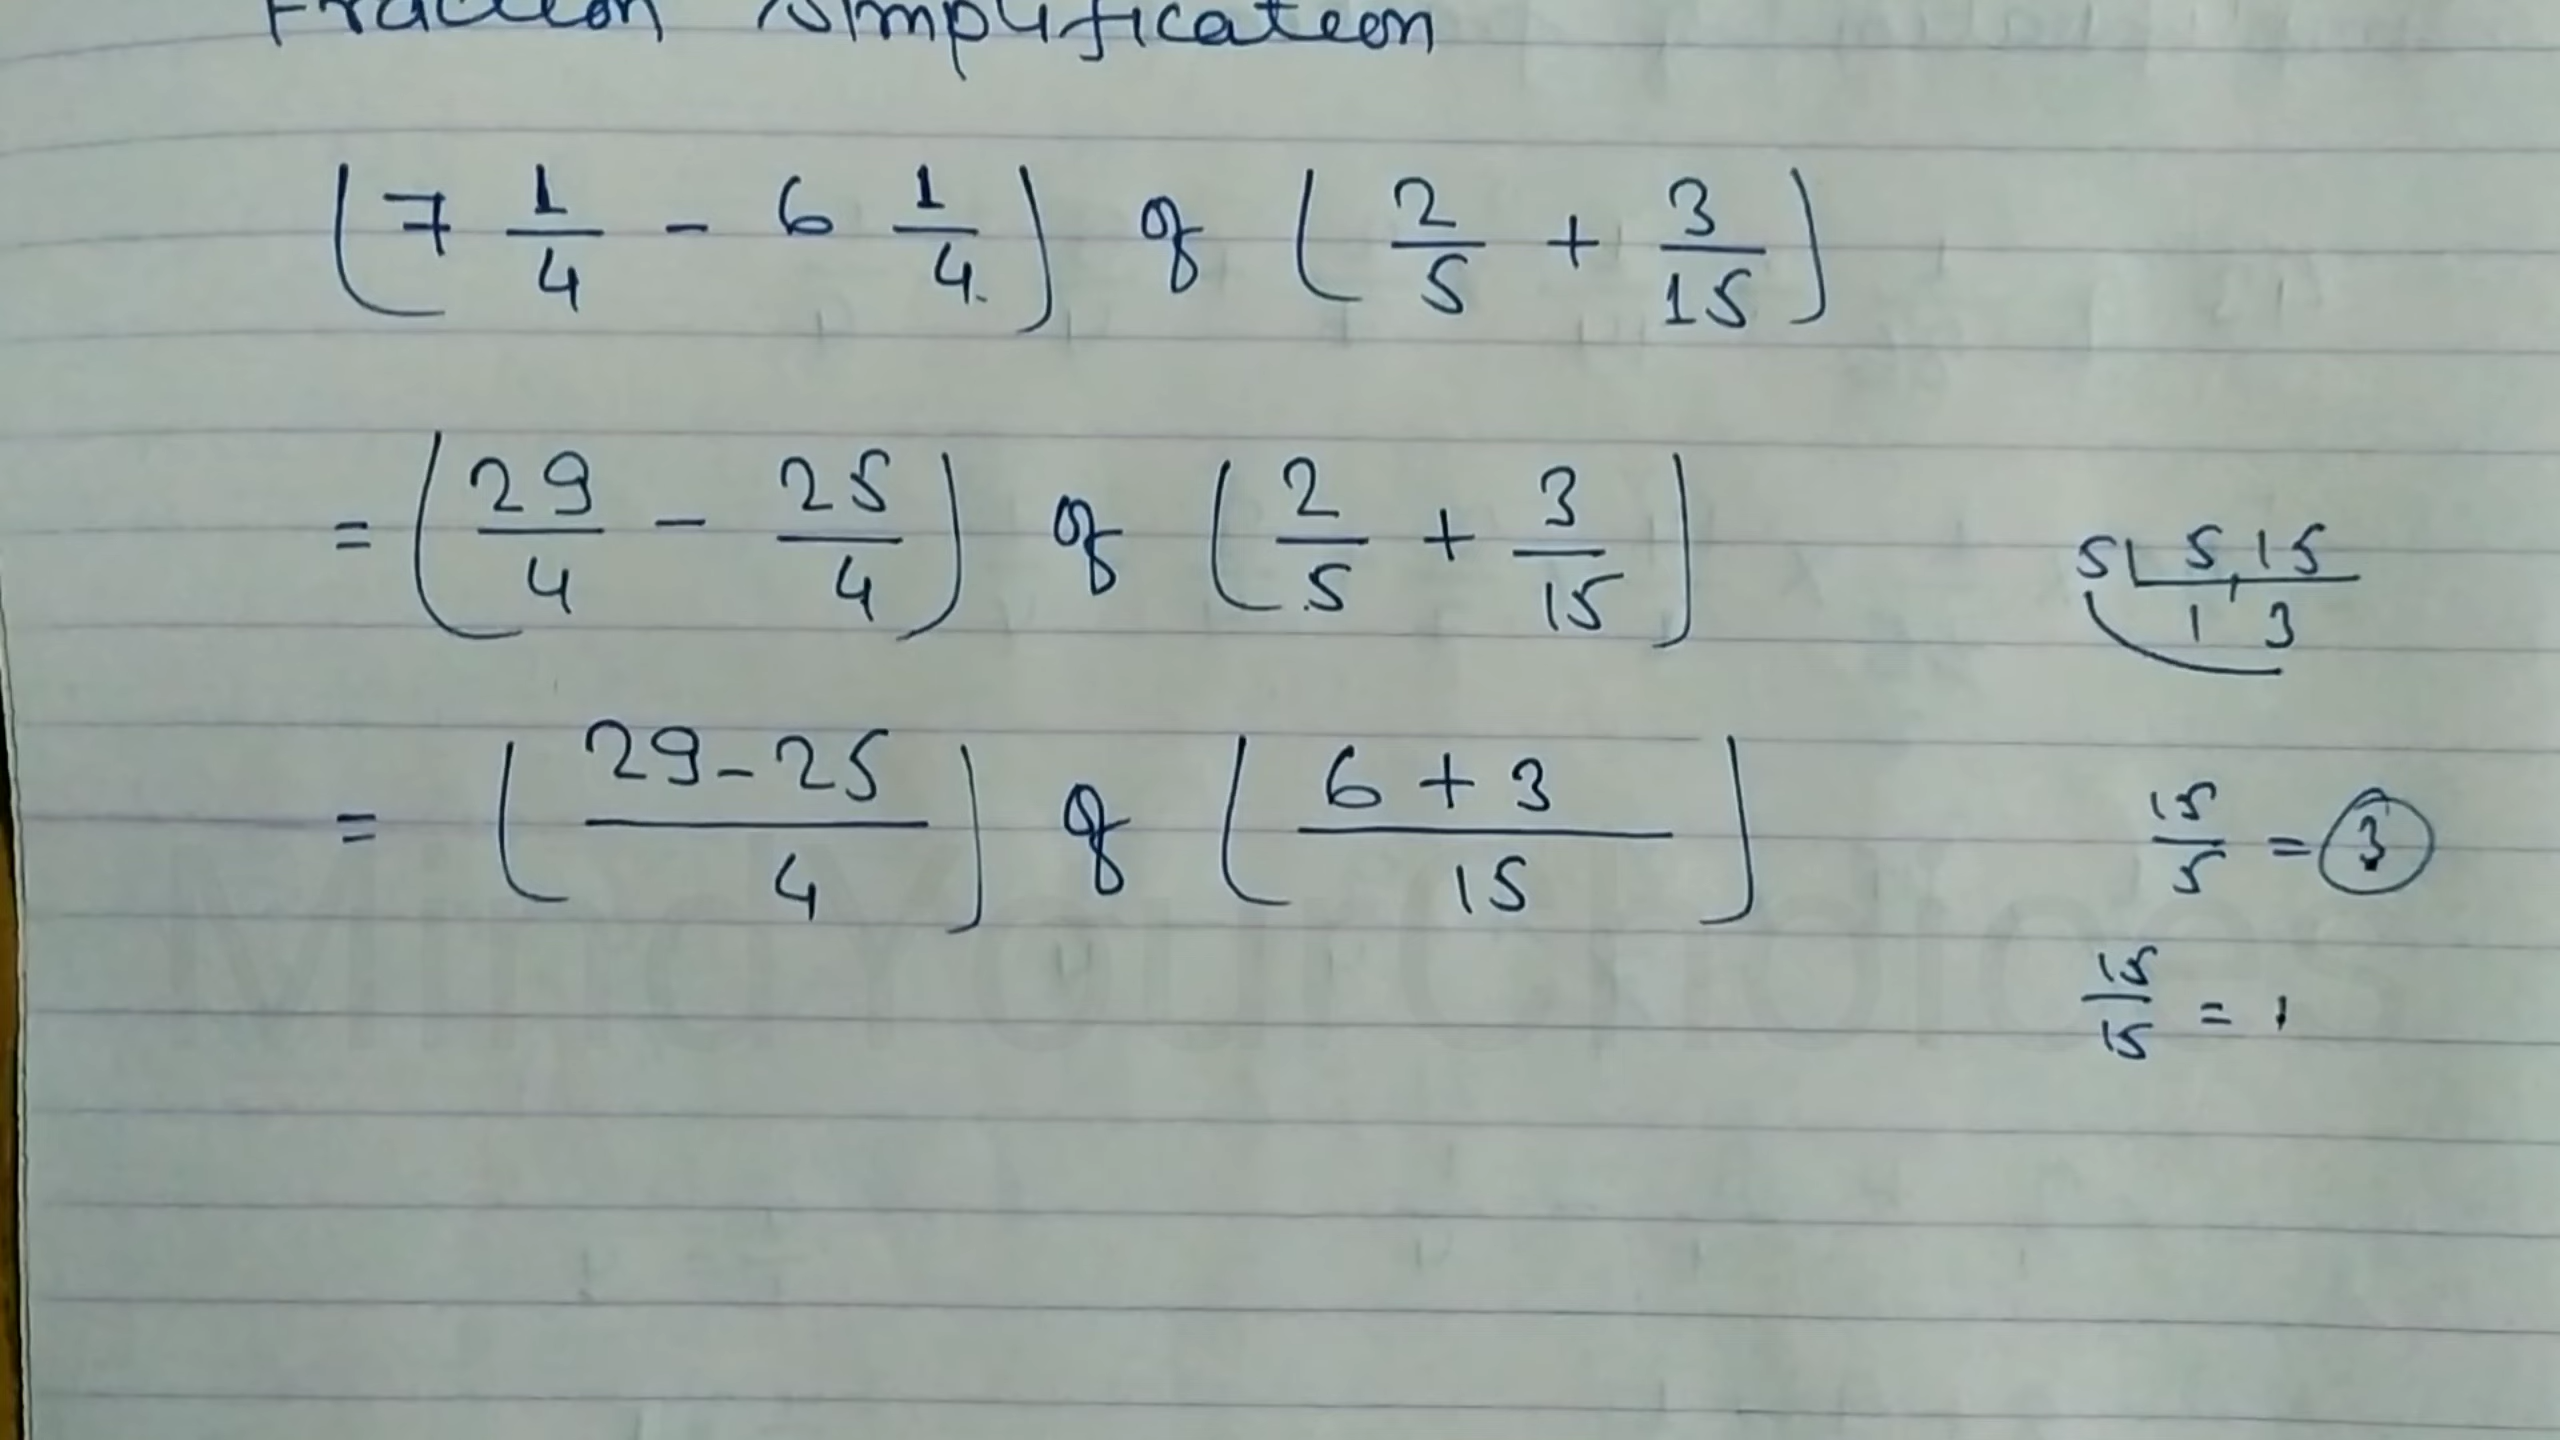 Fraction Simplification
(7 1/4 - 6 1/4) of (2/5 + 3/15)
= (29/4 - 25/4) of (2/5 + 3/15)
5 | 5, 15
1 3
= (29-25/4) of (6+3/15)
15/5 = 3
15/15 = 1
MindYourChoices